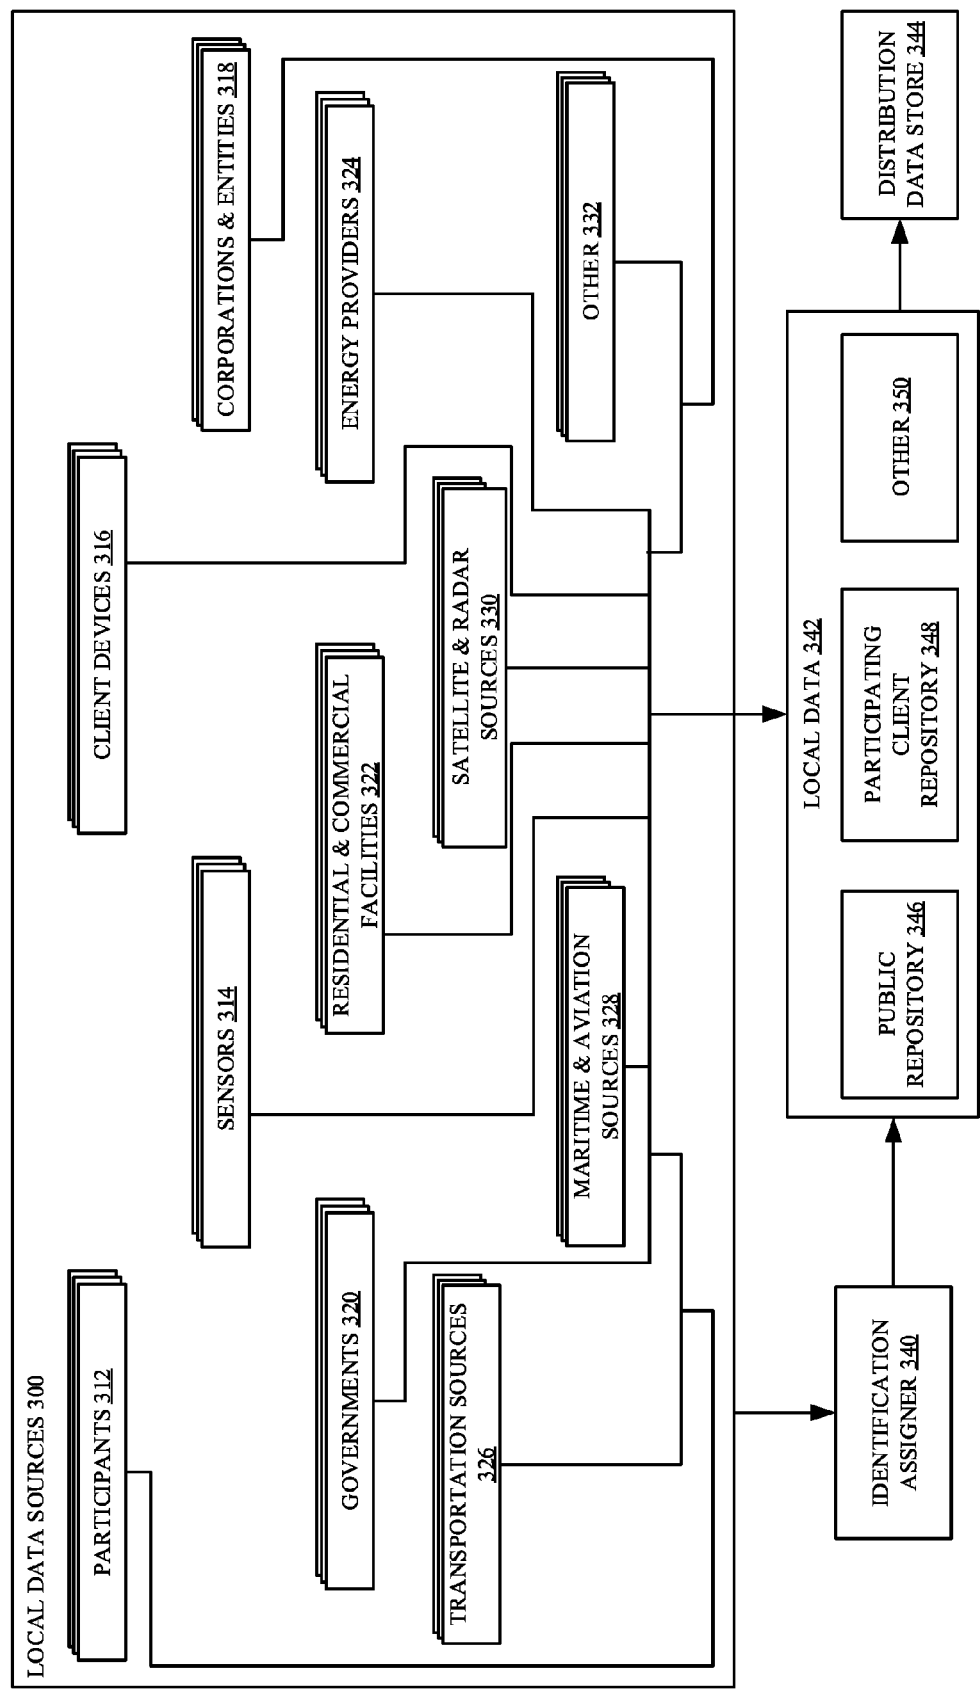 LOCAL DATA SOURCES 300
PARTICIPANTS 312
CLIENT DEVICES 316
SENSORS 314
CORPORATIONS & ENTITIES 318
GOVERNMENTS 320
RESIDENTIAL & COMMERCIAL
FACILITIES 322
ENERGY PROVIDERS 324
TRANSPORTATION SOURCES
326
SATELLITE & RADAR
SOURCES 330
MARITIME & AVIATION
SOURCES 328
OTHER 332
IDENTIFICATION
ASSIGNER 340
LOCAL DATA 342
PUBLIC
REPOSITORY 346
PARTICIPATING
CLIENT
REPOSITORY 348
OTHER 350
DISTRIBUTION
DATA STORE 344